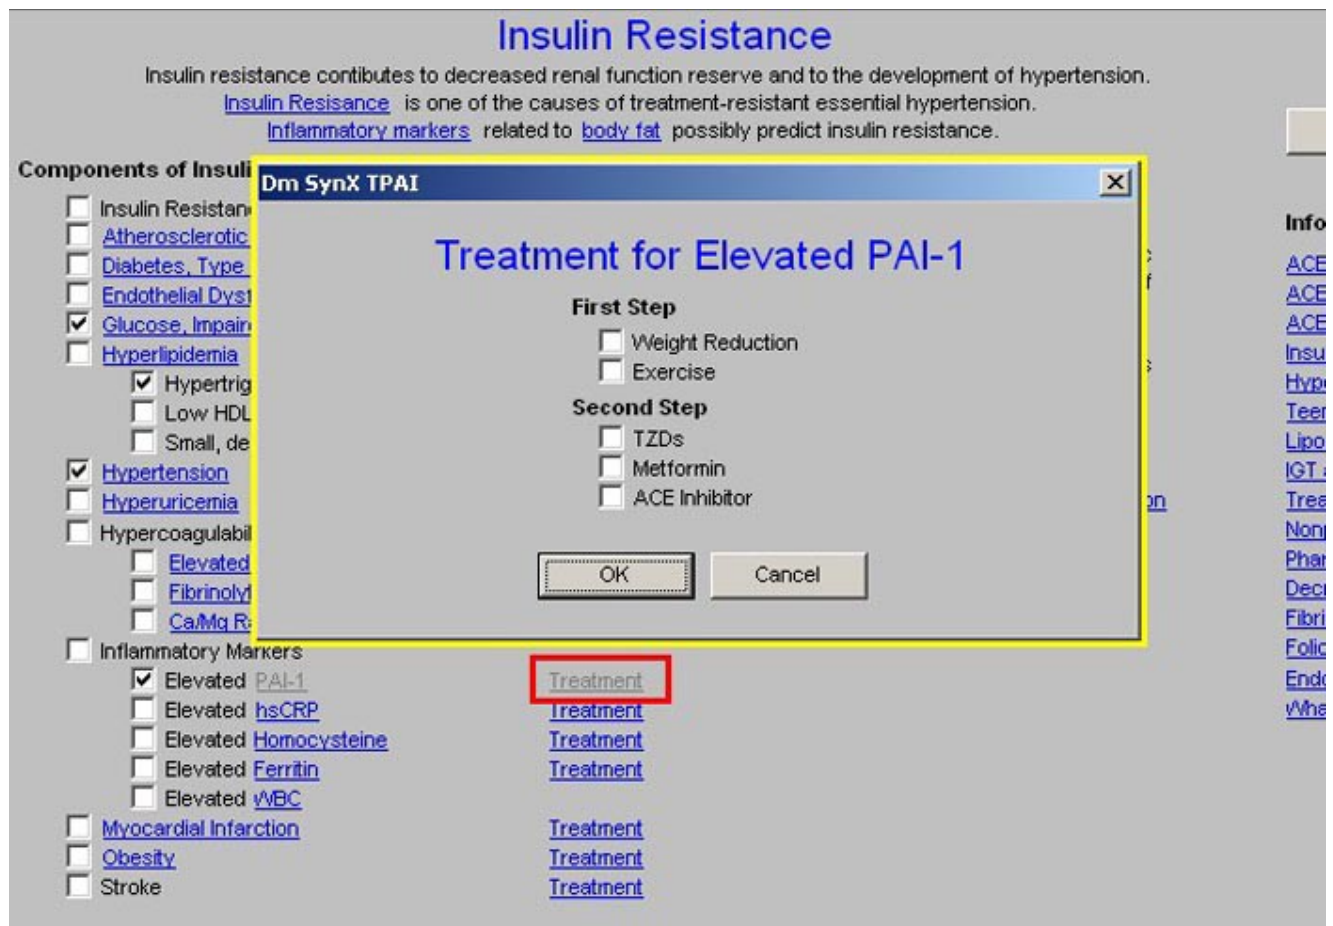 Insulin Resistance
Insulin resistance contibutes to decreased renal function reserve and to the development of hypertension.
Insulin Resisance is one of the causes of treatment-resistant essential hypertension.
Inflammatory markers related to body fat possibly predict insulin resistance.
Components of Insuli
Insulin Resistan
Atherosclerotic
Diabetes, Type
Endothelial Dyst
Glucose, Impair
Hyperlipidemia
Hypertrig
Low HDL
Small, de
Hypertension
Hyperuricemia
Hypercoagulabil
Elevated
Fibrinoly
Ca/Mg R
Inflammatory Markers
Elevated PAI-1 Treatment
Elevated hsCRP Treatment
Elevated Homocysteine Treatment
Elevated Ferritin Treatment
Elevated WBC
Myocardial Infarction Treatment
Obesity Treatment
Stroke Treatment
Dm SynX TPAI
Treatment for Elevated PAI-1
First Step
Weight Reduction
Exercise
Second Step
TZDs
Metformin
ACE Inhibitor
OK Cancel
on
Info
ACE
ACE
ACE
Insu
Hype
Teen
Lipo
IGT
Trea
Nonp
Phar
Decr
Fibri
Folic
Endo
Wha